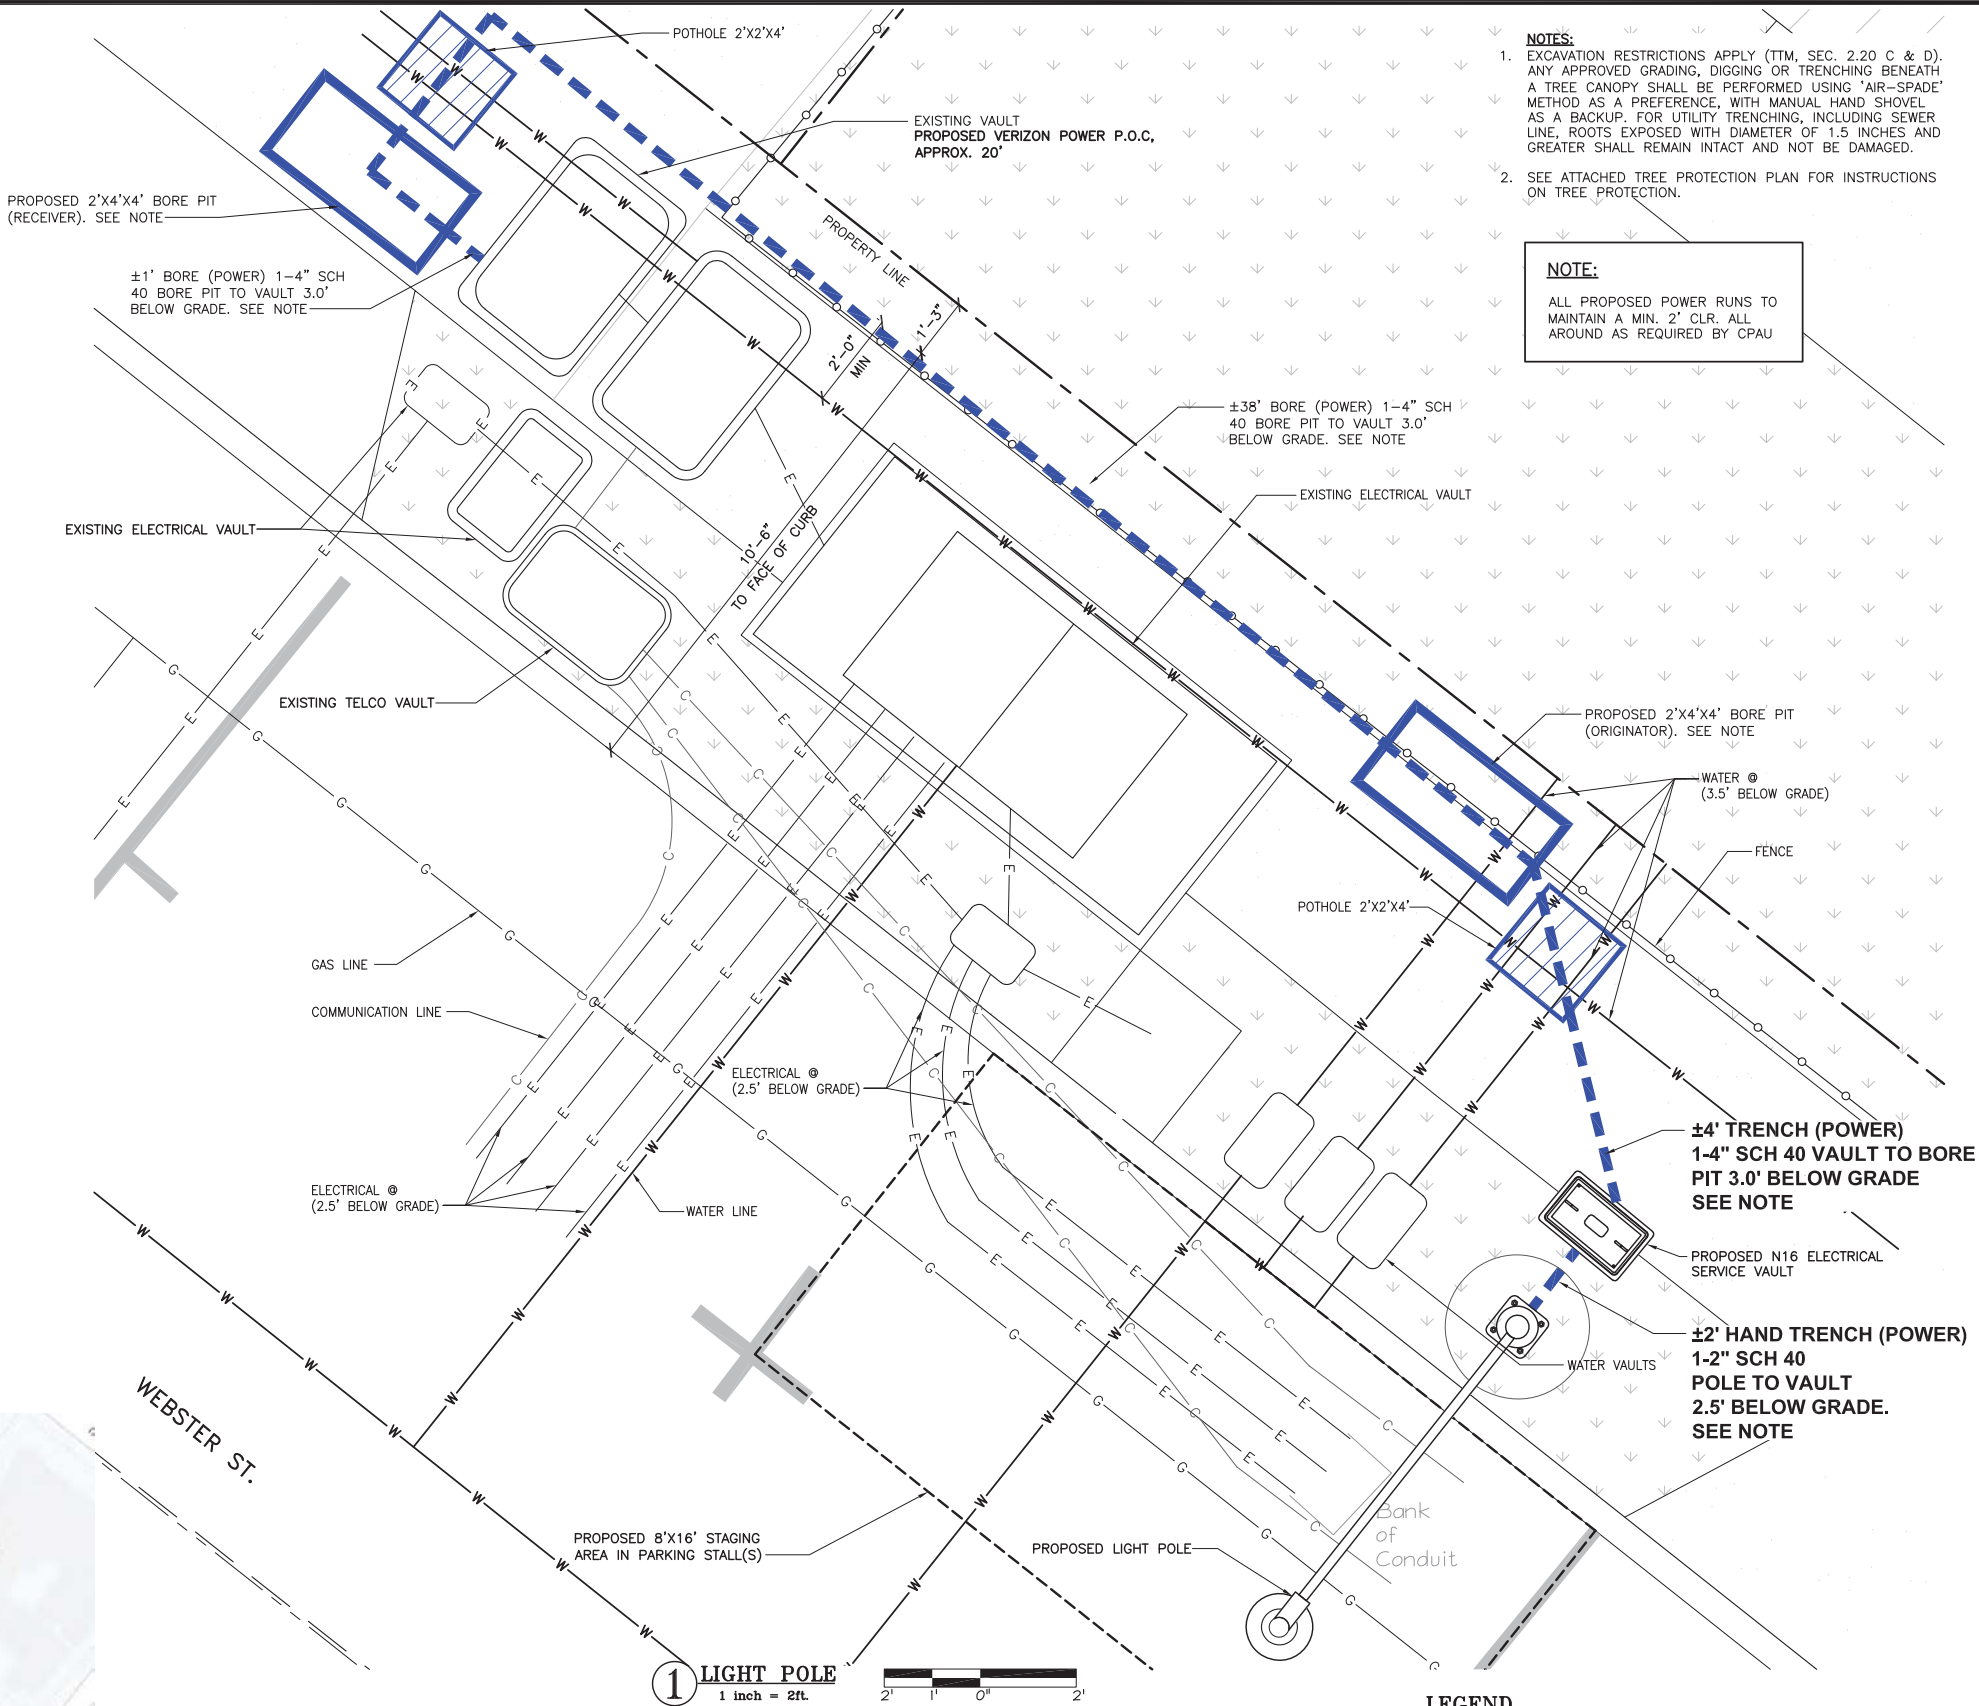 POTHOLE 2'X2'X4'
EXISTING VAULT
PROPOSED VERIZON POWER P.O.C,
APPROX. 20'
NOTES:
1. EXCAVATION RESTRICTIONS APPLY (TTM, SEC. 2.20 C & D).
ANY APPROVED GRADING, DIGGING OR TRENCHING BENEATH
A TREE CANOPY SHALL BE PERFORMED USING 'AIR-SPADE'
METHOD AS A PREFERENCE, WITH MANUAL HAND SHOVEL
AS A BACKUP. FOR UTILITY TRENCHING, INCLUDING SEWER
LINE, ROOTS EXPOSED WITH DIAMETER OF 1.5 INCHES AND
GREATER SHALL REMAIN INTACT AND NOT BE DAMAGED.
2. SEE ATTACHED TREE PROTECTION PLAN FOR INSTRUCTIONS
ON TREE PROTECTION.
NOTE:
ALL PROPOSED POWER RUNS TO
MAINTAIN A MIN. 2' CLR. ALL
AROUND AS REQUIRED BY CPAU
PROPOSED 2'X4'X4' BORE PIT
(RECEIVER). SEE NOTE
±1' BORE (POWER) 1-4" SCH
40 BORE PIT TO VAULT 3.0'
BELOW GRADE. SEE NOTE
PROPERTY LINE
1'-3"
2'-0"
MIN
±38' BORE (POWER) 1-4" SCH
40 BORE PIT TO VAULT 3.0'
BELOW GRADE. SEE NOTE
EXISTING ELECTRICAL VAULT
EXISTING ELECTRICAL VAULT
10'-6"
TO FACE OF CURB
EXISTING TELCO VAULT
PROPOSED 2'X4'X4' BORE PIT
(ORIGINATOR). SEE NOTE
WATER @
(3.5' BELOW GRADE)
FENCE
POTHOLE 2'X2'X4'
GAS LINE
COMMUNICATION LINE
ELECTRICAL @
(2.5' BELOW GRADE)
ELECTRICAL @
(2.5' BELOW GRADE)
WATER LINE
±4' TRENCH (POWER)
1-4" SCH 40 VAULT TO BORE
PIT 3.0' BELOW GRADE
SEE NOTE
PROPOSED N16 ELECTRICAL
SERVICE VAULT
±2' HAND TRENCH (POWER)
1-2" SCH 40
POLE TO VAULT
2.5' BELOW GRADE.
SEE NOTE
WATER VAULTS
WEBSTER ST.
PROPOSED 8'X16' STAGING
AREA IN PARKING STALL(S)
PROPOSED LIGHT POLE
Bank
of
Conduit
1 LIGHT POLE
1 inch = 2ft.
2' 1' 0" 2'
LEGEND